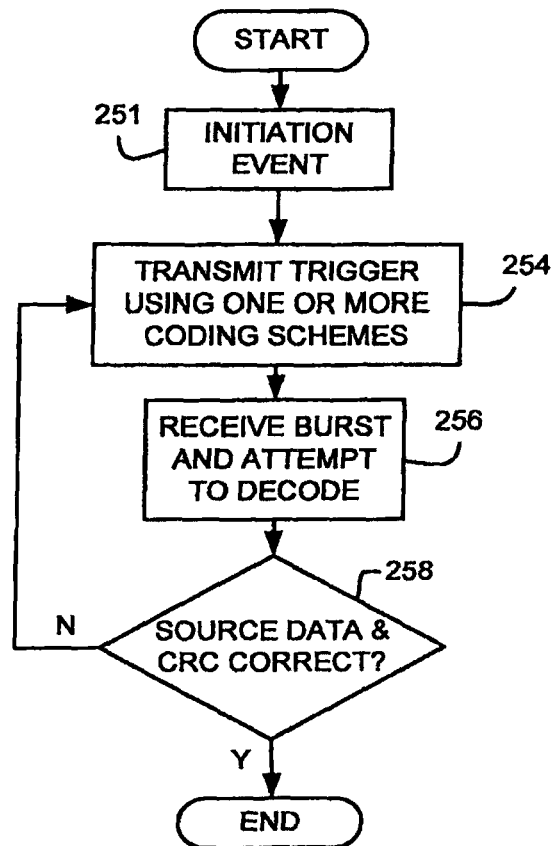 START
251
INITIATION
EVENT
TRANSMIT TRIGGER
USING ONE OR MORE
CODING SCHEMES
254
RECEIVE BURST
AND ATTEMPT
TO DECODE
256
258
N
SOURCE DATA &
CRC CORRECT?
Y
END